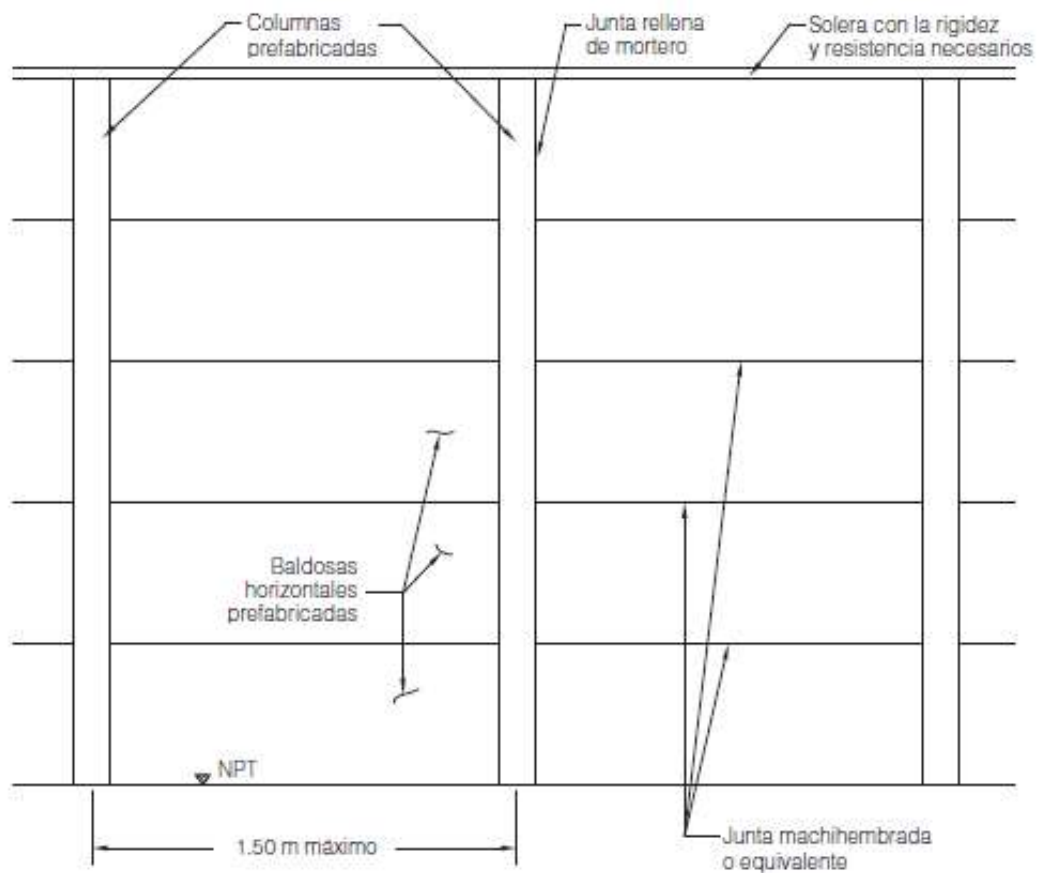 Columnas
prefabricadas
Junta rellena
de mortero
Solera con la rigidez
y resistencia necesarios
Baldosas
horizontales
prefabricadas
NPT
1.50 m máximo
Junta machihembrada
o equivalente